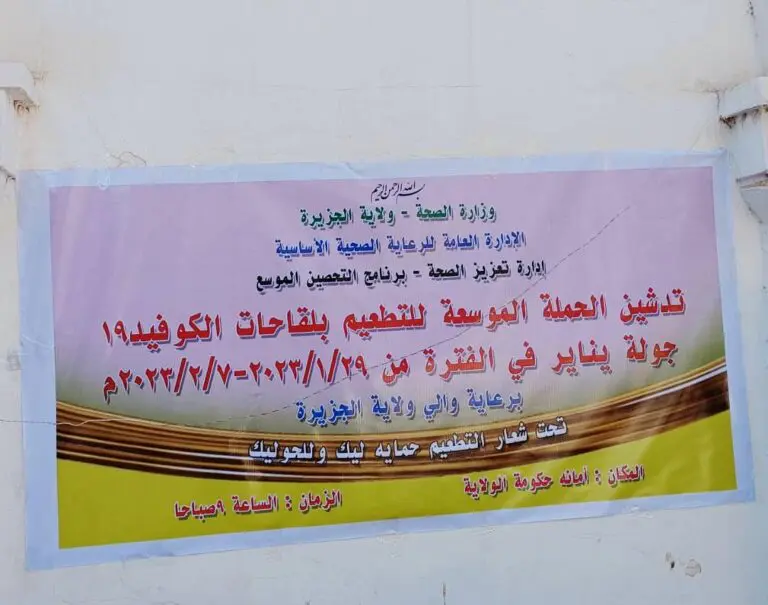 بسم الله الرحمن الرحيم
وزارة الصحة - ولاية الجزيرة
الإدارة العامة للرعاية الصحية الأساسية
إدارة تعزيز الصحة - برنامج التحصين الموسع
تدشين الحملة الموسعة للتطعيم بلقاحات الكوفيد١٩
جولة يناير في الفترة من ٢٠٢٣/١/٢٩-٢٠٢٣/٢/٧م
برعاية والي ولاية الجزيرة
تحت شعار التطعيم حمايه ليك وللحوليك
المكان : أمانه حكومة الولاية
الزمان : الساعة ٩صباحا